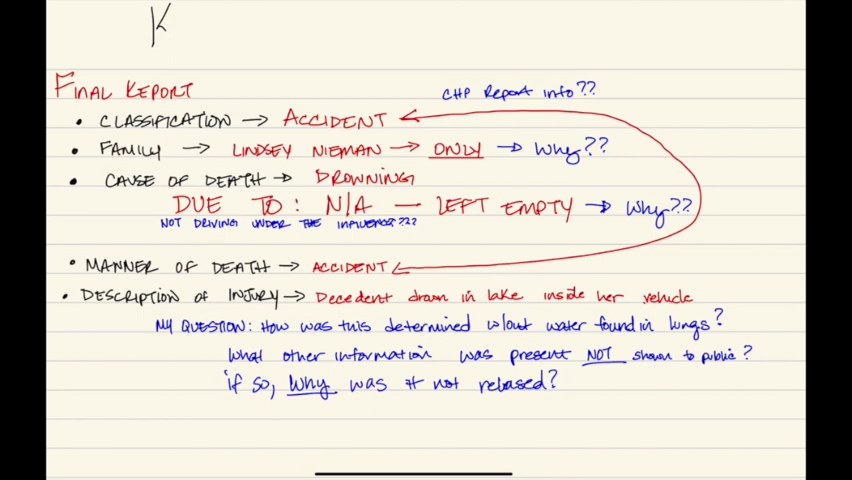 K
FINAL REPORT
CHP Report info??
• CLASSIFICATION → ACCIDENT
• FAMILY → LINDSEY NIEMAN → ONLY → Why??
• CAUSE OF DEATH → DROWNING
DUE TO: N/A — LEFT EMPTY → Why??
NOT DRIVING UNDER THE INFLUENCE???
• MANNER OF DEATH → ACCIDENT
• DESCRIPTION of INJURY → Decedent drown in lake inside her vehicle
MY QUESTION: How was this determined w/out water found in lungs?
What other information was present NOT shown to public?
if so, Why was it not released?